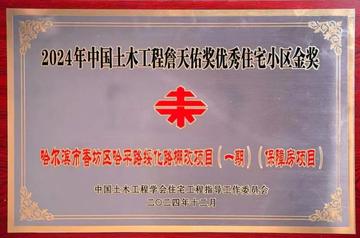 2024年中国土木工程詹天佑奖优秀住宅小区金奖
哈尔滨市香坊区哈平路绥化路棚改项目（一期）（保障房项目）
中国土木工程学会住宅工程指导工作委员会
二〇二四年十二月